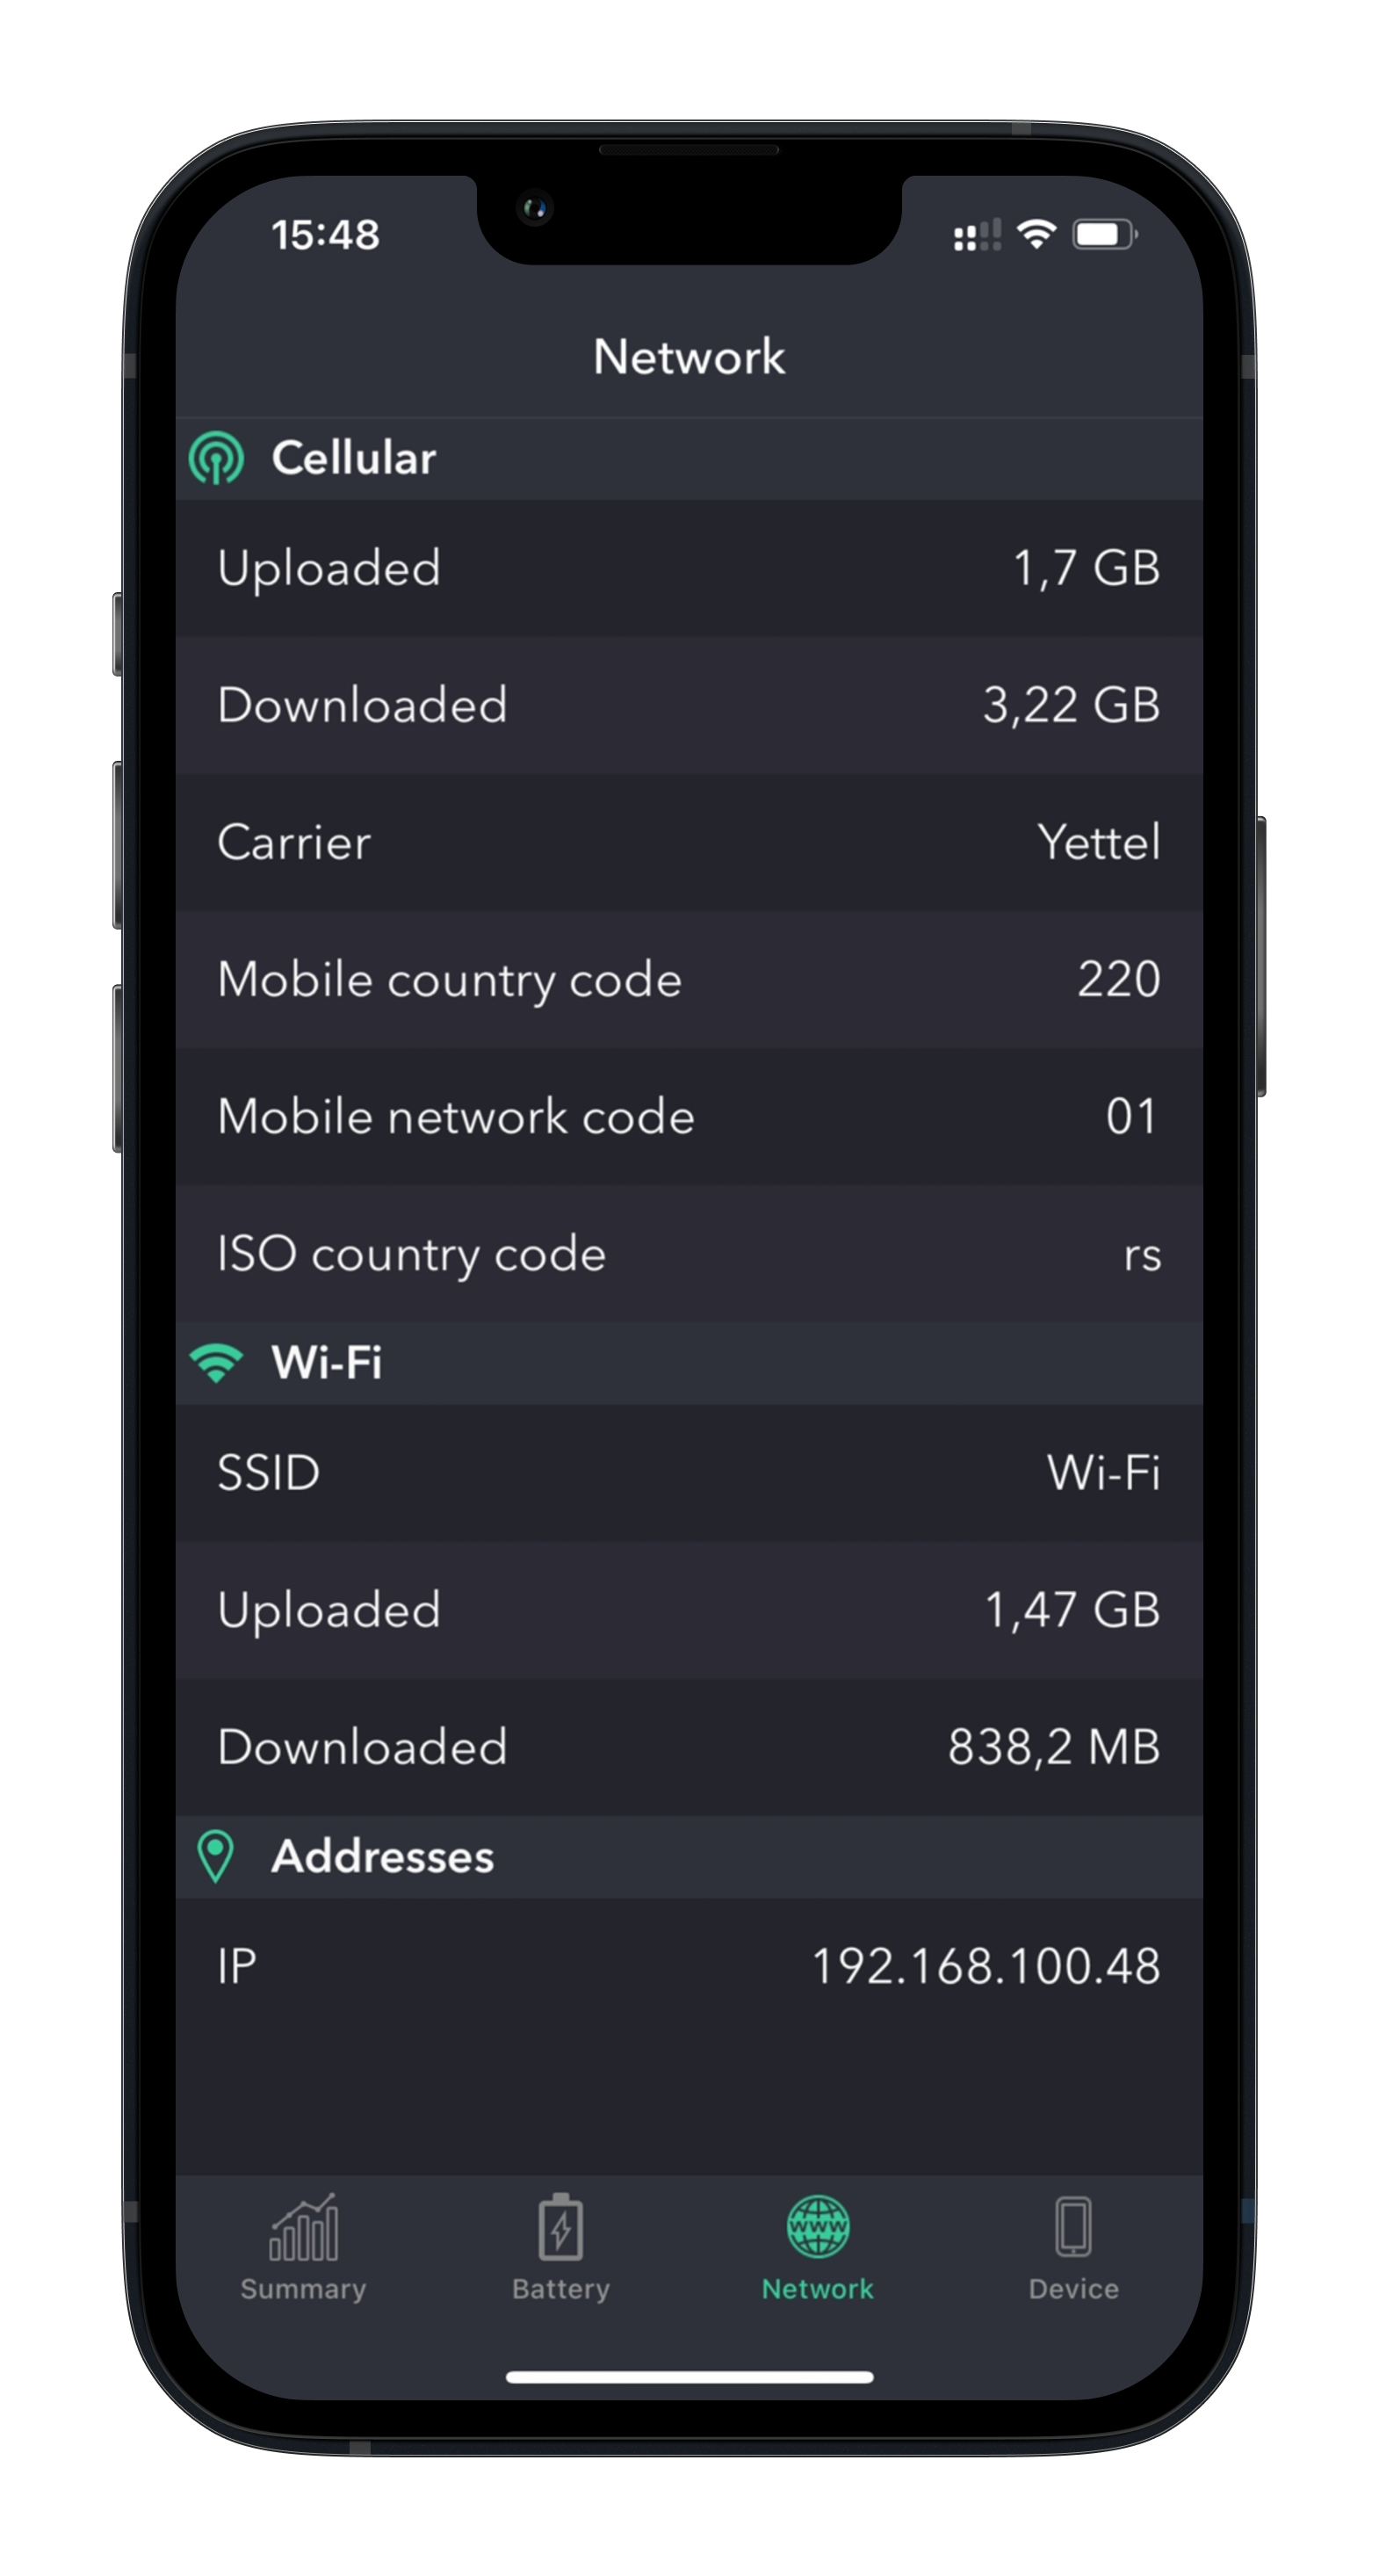 15:48
Network
Cellular
Uploaded 1,7 GB
Downloaded 3,22 GB
Carrier Yettel
Mobile country code 220
Mobile network code 01
ISO country code rs
Wi-Fi
SSID Wi-Fi
Uploaded 1,47 GB
Downloaded 838,2 MB
Addresses
IP 192.168.100.48
www
Summary Battery Network Device